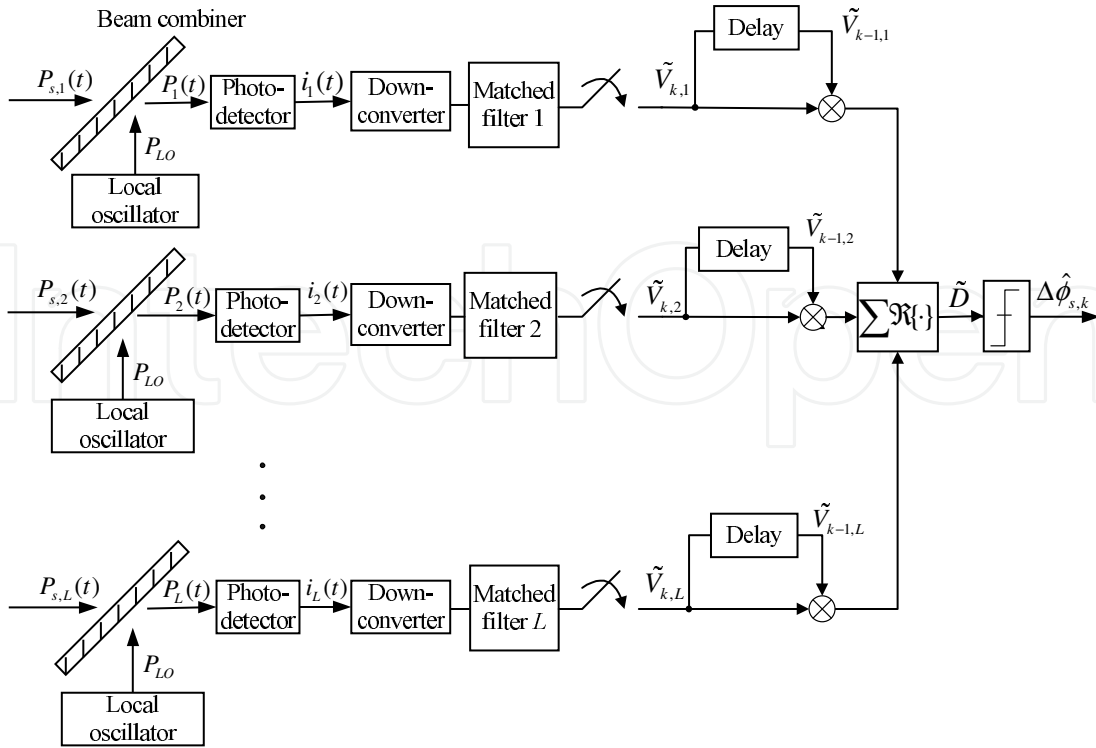 Beam combiner
Delay
Ṽ_{k−1,1}
P_{s,1}(t)
P_1(t)
Photo-
detector
i_1(t)
Down-
converter
Matched
filter 1
Ṽ_{k,1}
P_{LO}
Local
oscillator
Delay
Ṽ_{k−1,2}
P_{s,2}(t)
P_2(t)
Photo-
detector
i_2(t)
Down-
converter
Matched
filter 2
Ṽ_{k,2}
∑ℜ{·}
D̃
Δϕ̂_{s,k}
P_{LO}
Local
oscillator
IntechOpen
Delay
Ṽ_{k−1,L}
P_{s,L}(t)
P_L(t)
Photo-
detector
i_L(t)
Down-
converter
Matched
filter L
Ṽ_{k,L}
P_{LO}
Local
oscillator